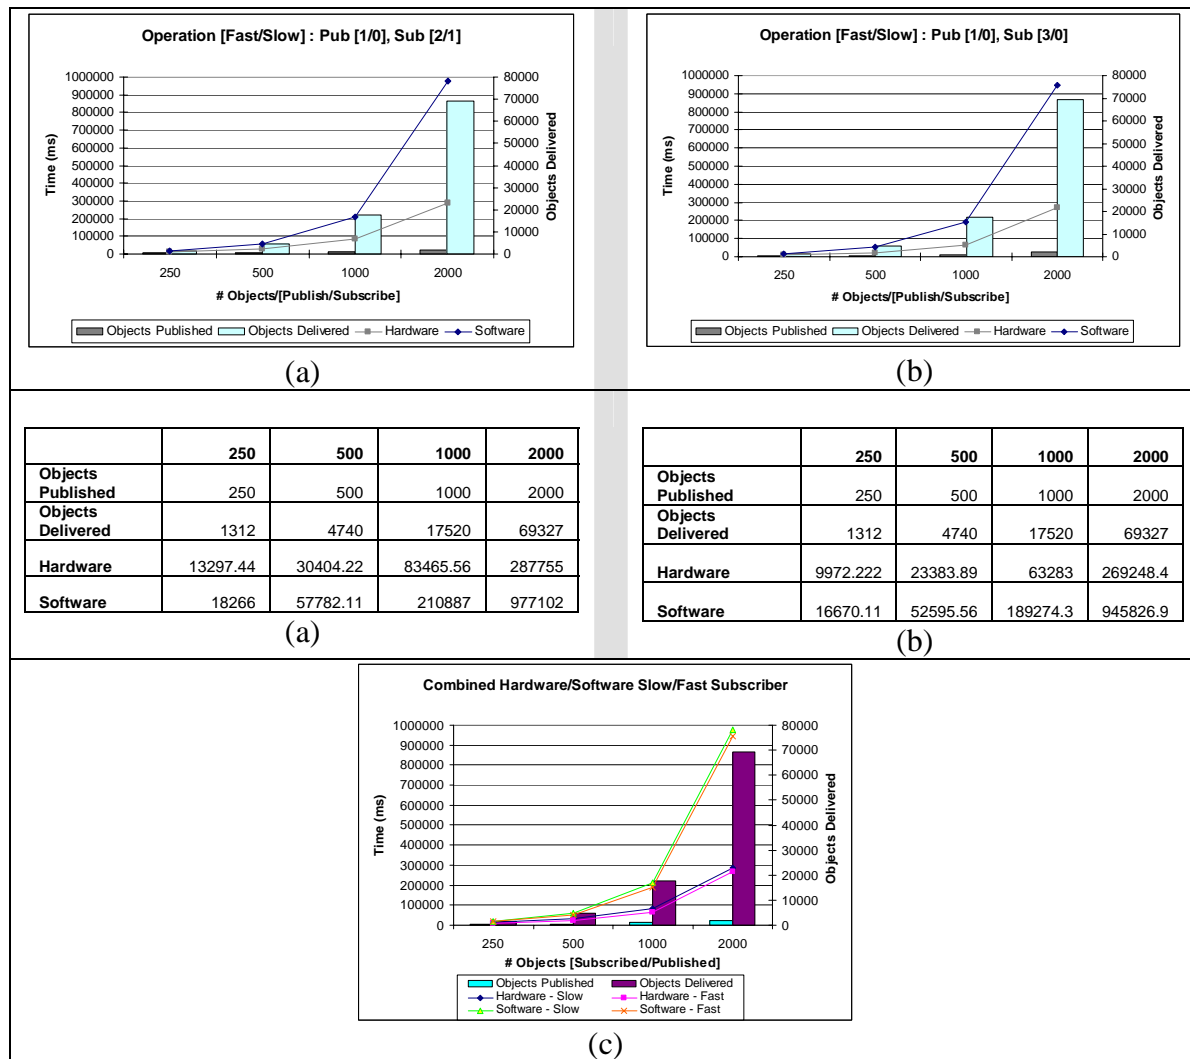 Operation [Fast/Slow] : Pub [1/0], Sub [2/1]
1000000
900000
800000
700000
600000
500000
400000
300000
200000
100000
0
Time (ms)
80000
70000
60000
50000
40000
30000
20000
10000
0
Objects Delivered
250 500 1000 2000
# Objects/[Publish/Subscribe]
Objects Published Objects Delivered Hardware Software
(a)
Operation [Fast/Slow] : Pub [1/0], Sub [3/0]
1000000
900000
800000
700000
600000
500000
400000
300000
200000
100000
0
Time (ms)
80000
70000
60000
50000
40000
30000
20000
10000
0
Objects Delivered
250 500 1000 2000
# Objects/[Publish/Subscribe]
Objects Published Objects Delivered Hardware Software
(b)
250 500 1000 2000
Objects
Published 250 500 1000 2000
Objects
Delivered 1312 4740 17520 69327
Hardware 13297.44 30404.22 83465.56 287755
Software 18266 57782.11 210887 977102
(a)
250 500 1000 2000
Objects
Published 250 500 1000 2000
Objects
Delivered 1312 4740 17520 69327
Hardware 9972.222 23383.89 63283 269248.4
Software 16670.11 52595.56 189274.3 945826.9
(b)
Combined Hardware/Software Slow/Fast Subscriber
1000000
900000
800000
700000
600000
500000
400000
300000
200000
100000
0
Time (ms)
80000
70000
60000
50000
40000
30000
20000
10000
0
Objects Delivered
250 500 1000 2000
# Objects [Subscribed/Published]
Objects Published Objects Delivered
Hardware - Slow Hardware - Fast
Software - Slow Software - Fast
(c)